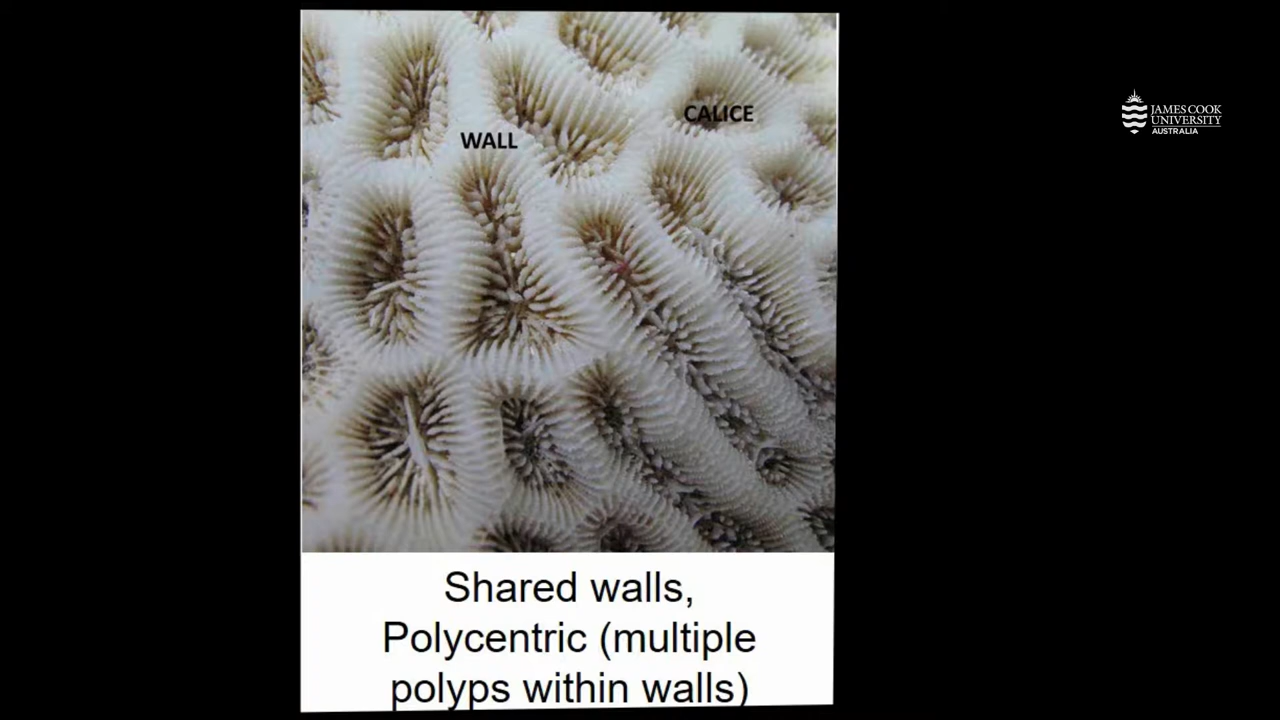 CALICE
WALL
JAMES COOK
UNIVERSITY
AUSTRALIA
Shared walls,
Polycentric (multiple
polyps within walls)